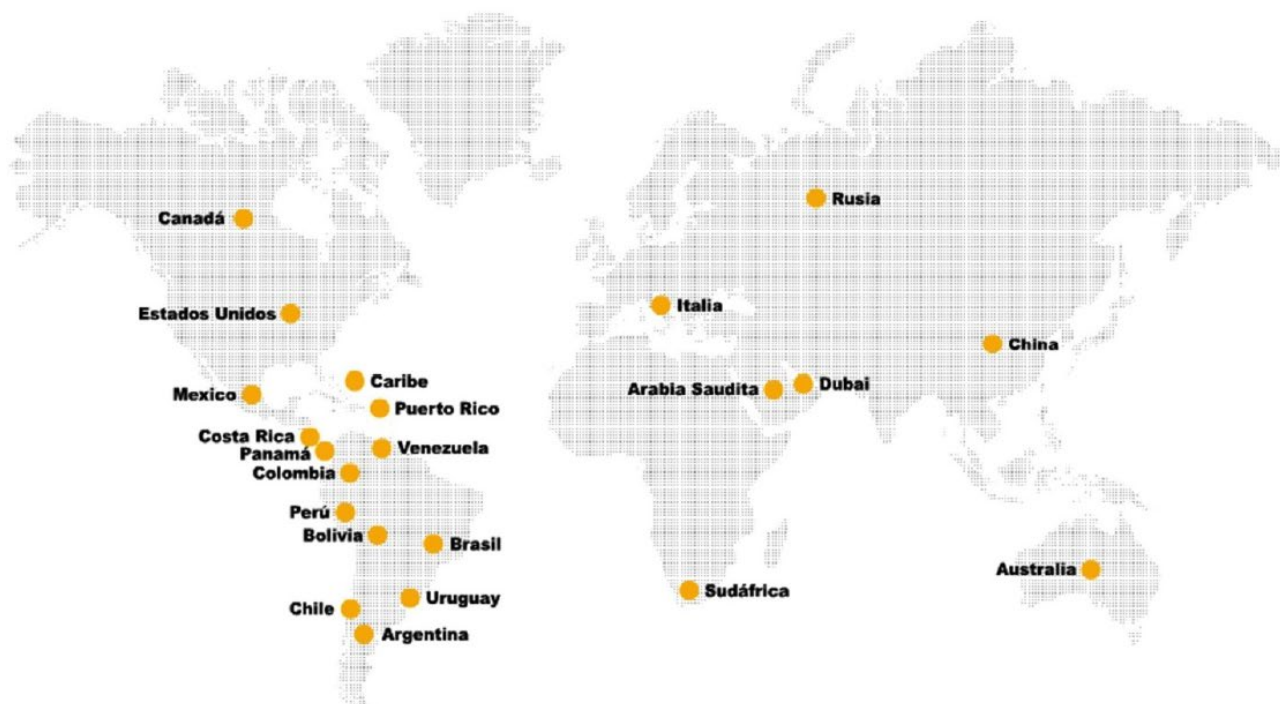 Rusia
Canadá
Italia
Estados Unidos
China
Caribe
Dubai
Arabia Saudita
Mexico
Puerto Rico
Costa Rica
Venezuela
Panamá
Colombia
Perú
Bolivia
Brasil
Australia
Sudáfrica
Uruguay
Chile
Argentina